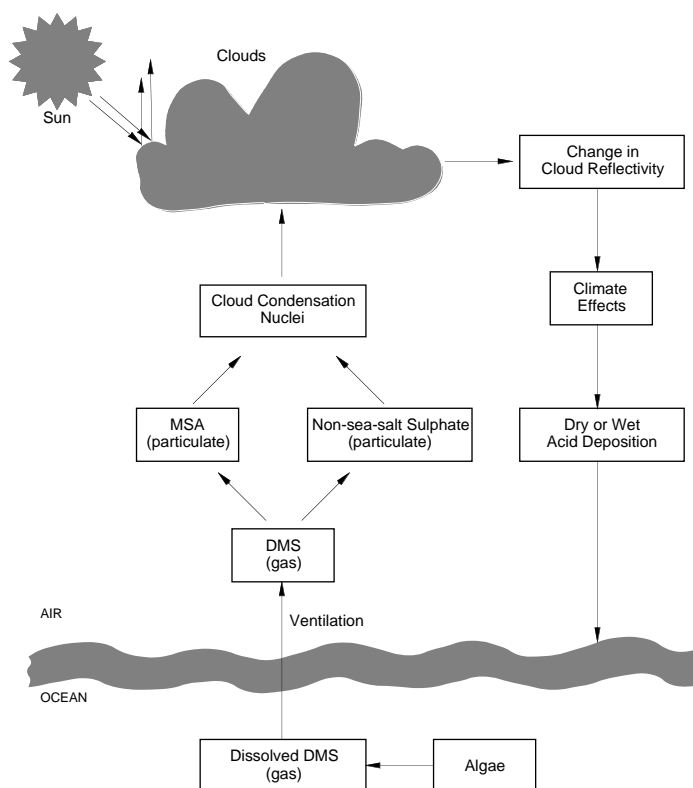 Clouds
Sun
Change in
Cloud Reflectivity
Cloud Condensation
Nuclei
Climate
Effects
MSA
(particulate)
Non-sea-salt Sulphate
(particulate)
Dry or Wet
Acid Deposition
DMS
(gas)
AIR
Ventilation
OCEAN
Dissolved DMS
(gas)
Algae